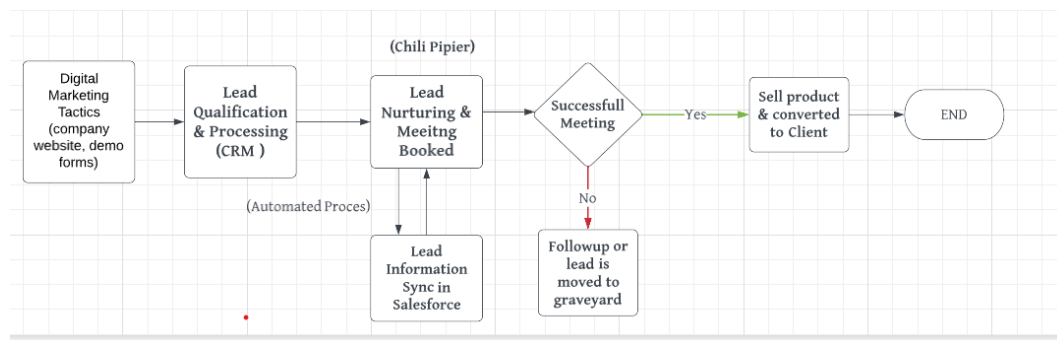 (Chili Pipier)
Digital
Marketing
Tactics
(company
website, demo
forms)
Lead
Qualification
& Processing
(CRM )
Lead
Nurturing &
Meeitng
Booked
Successfull
Meeting
Yes
Sell product
& converted
to Client
END
(Automated Proces)
No
Lead
Information
Sync in
Salesforce
Followup or
lead is
moved to
graveyard